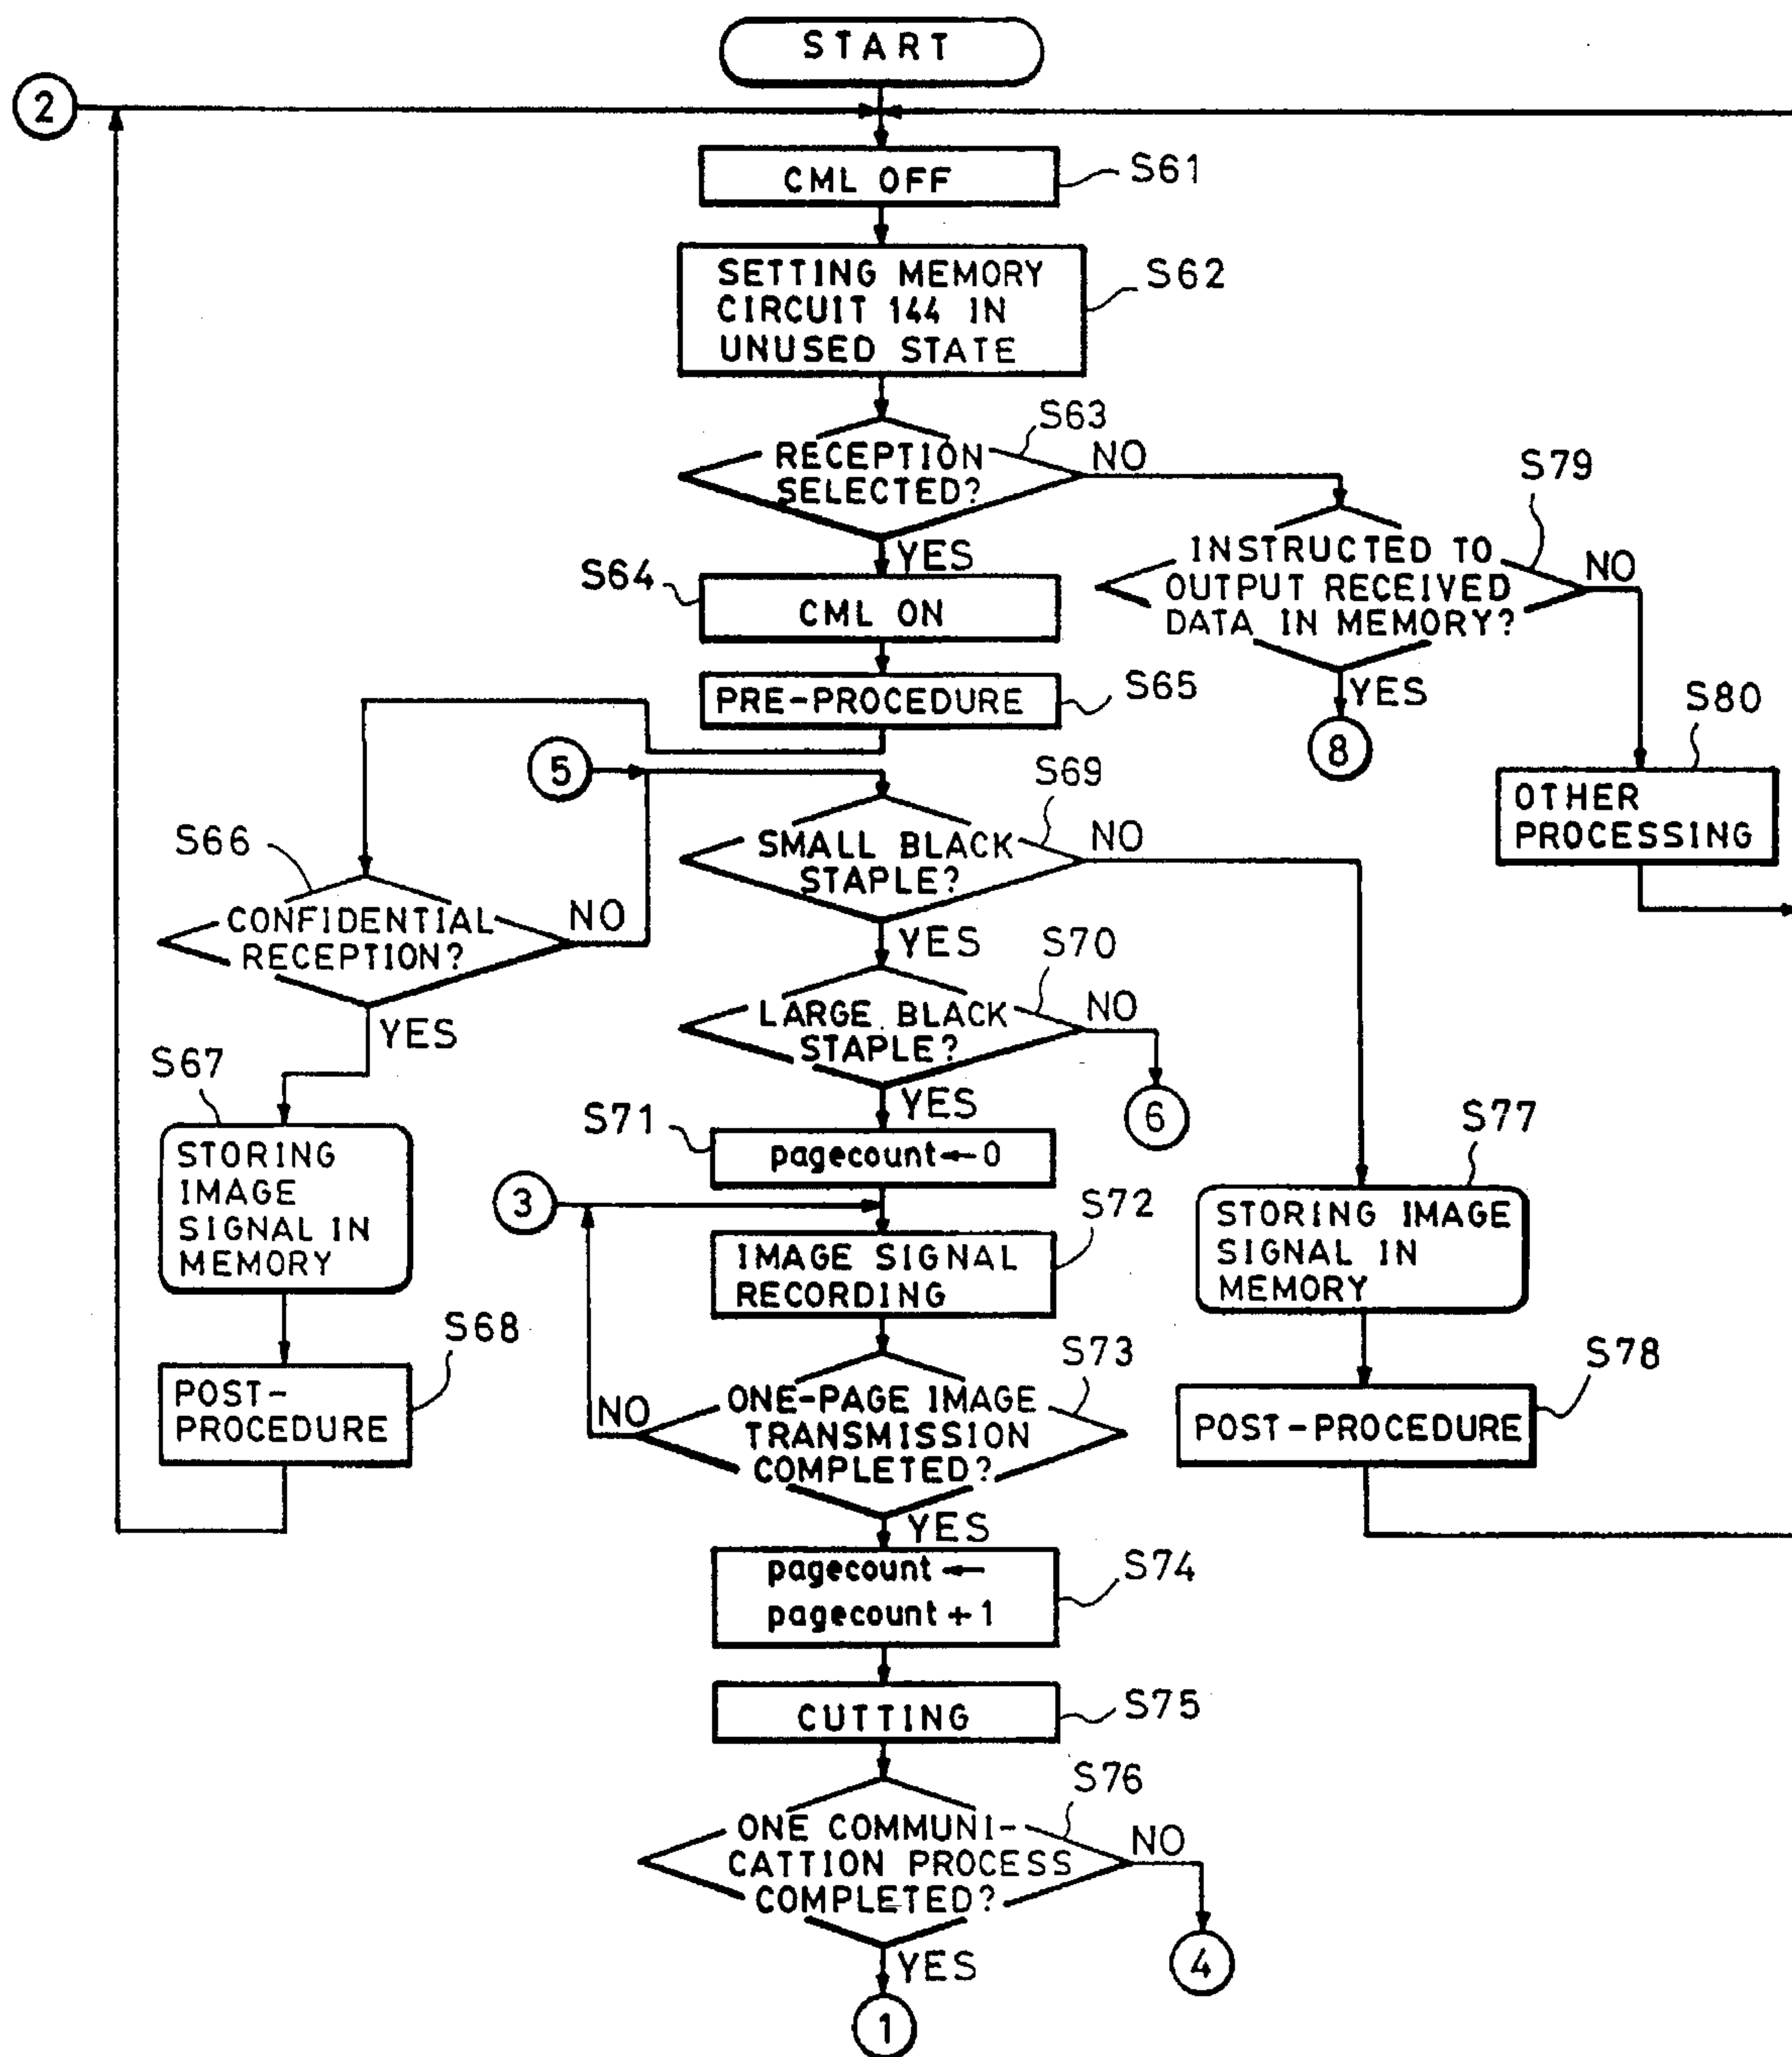 START
2
CML OFF
S61
SETTING MEMORY
CIRCUIT 144 IN
UNUSED STATE
S62
S63
RECEPTION
SELECTED?
NO
YES
S79
INSTRUCTED TO
OUTPUT RECEIVED
DATA IN MEMORY?
NO
YES
8
S64
CML ON
PRE-PROCEDURE
S65
S80
OTHER
PROCESSING
5
S69
SMALL BLACK
STAPLE?
NO
YES
S66
CONFIDENTIAL
RECEPTION?
NO
YES
S70
LARGE BLACK
STAPLE?
NO
YES
6
S67
STORING
IMAGE
SIGNAL IN
MEMORY
S71
pagecount←0
3
S72
IMAGE SIGNAL
RECORDING
S77
STORING IMAGE
SIGNAL IN
MEMORY
S68
POST-
PROCEDURE
S73
ONE-PAGE IMAGE
TRANSMISSION
COMPLETED?
NO
YES
S78
POST-PROCEDURE
pagecount←
pagecount+1
S74
CUTTING
S75
S76
ONE COMMUNI-
CATTION PROCESS
COMPLETED?
NO
YES
4
1